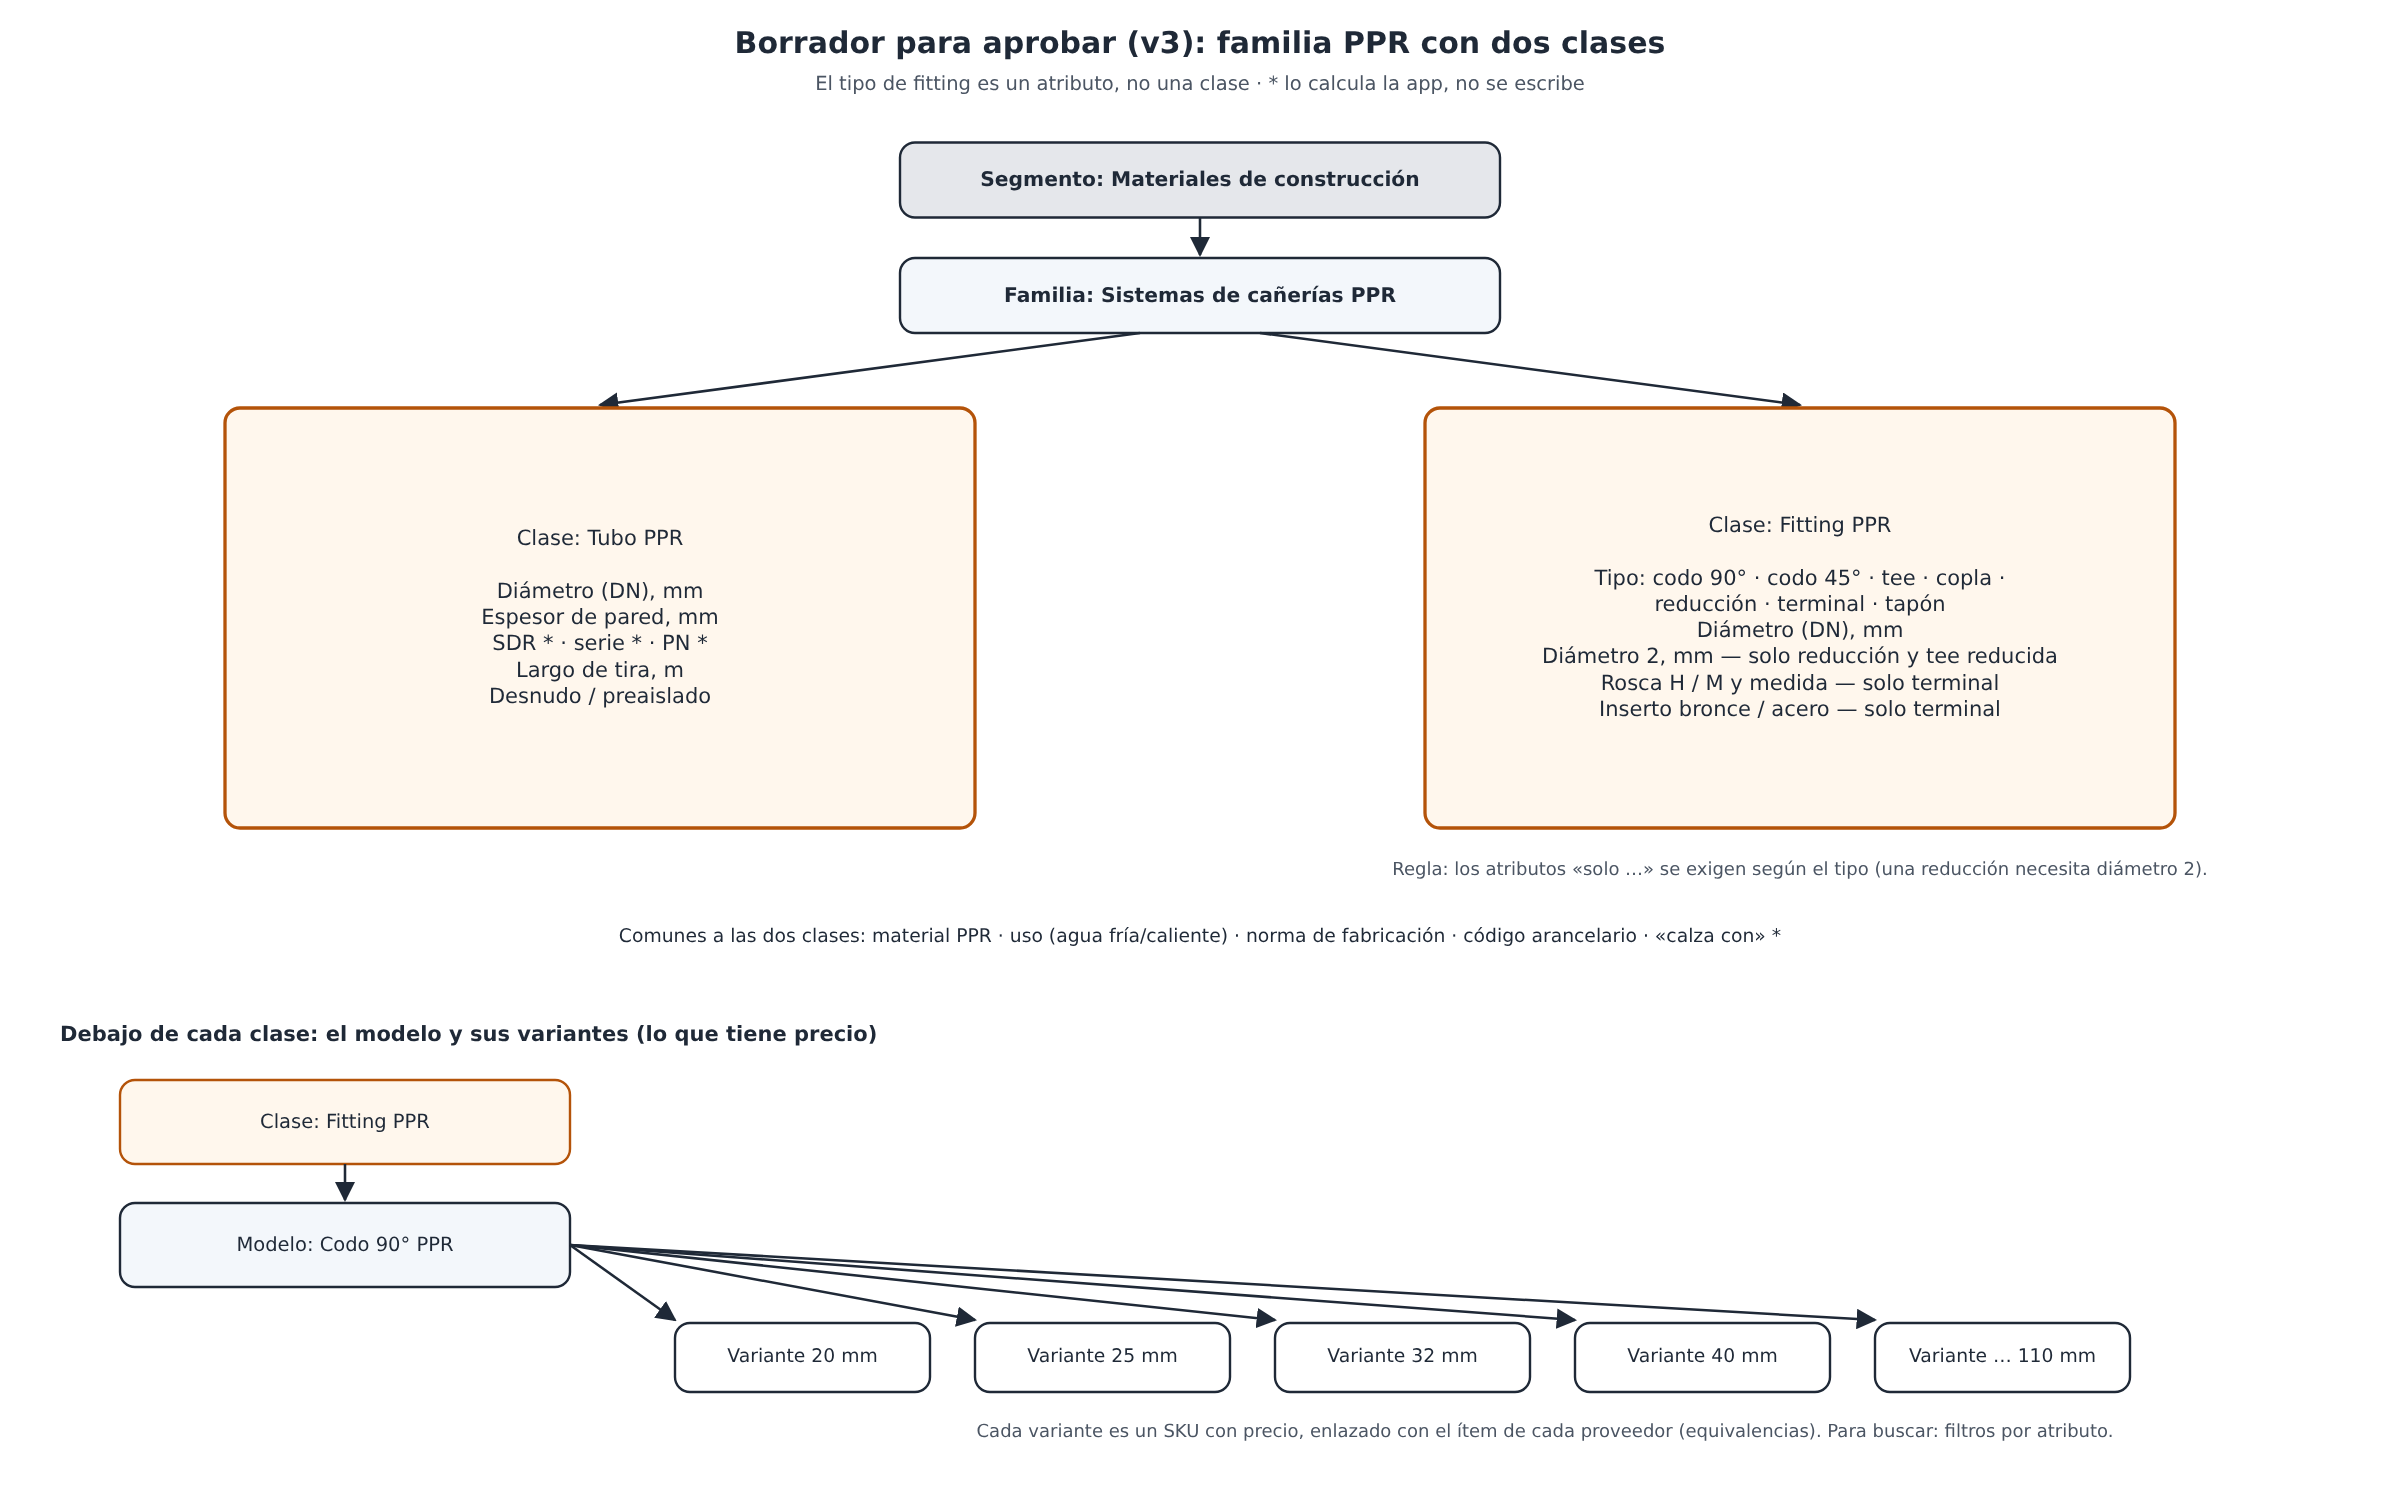 Borrador para aprobar (v3): familia PPR con dos clases
El tipo de fitting es un atributo, no una clase · * lo calcula la app, no se escribe
Segmento: Materiales de construcción
Familia: Sistemas de cañerías PPR
Clase: Tubo PPR
Diámetro (DN), mm
Espesor de pared, mm
SDR * · serie * · PN *
Largo de tira, m
Desnudo / preaislado
Clase: Fitting PPR
Tipo: codo 90° · codo 45° · tee · copla ·
reducción · terminal · tapón
Diámetro (DN), mm
Diámetro 2, mm — solo reducción y tee reducida
Rosca H / M y medida — solo terminal
Inserto bronce / acero — solo terminal
Regla: los atributos «solo …» se exigen según el tipo (una reducción necesita diámetro 2).
Comunes a las dos clases: material PPR · uso (agua fría/caliente) · norma de fabricación · código arancelario · «calza con» *
Debajo de cada clase: el modelo y sus variantes (lo que tiene precio)
Clase: Fitting PPR
Modelo: Codo 90° PPR
Variante 20 mm
Variante 25 mm
Variante 32 mm
Variante 40 mm
Variante … 110 mm
Cada variante es un SKU con precio, enlazado con el ítem de cada proveedor (equivalencias). Para buscar: filtros por atributo.